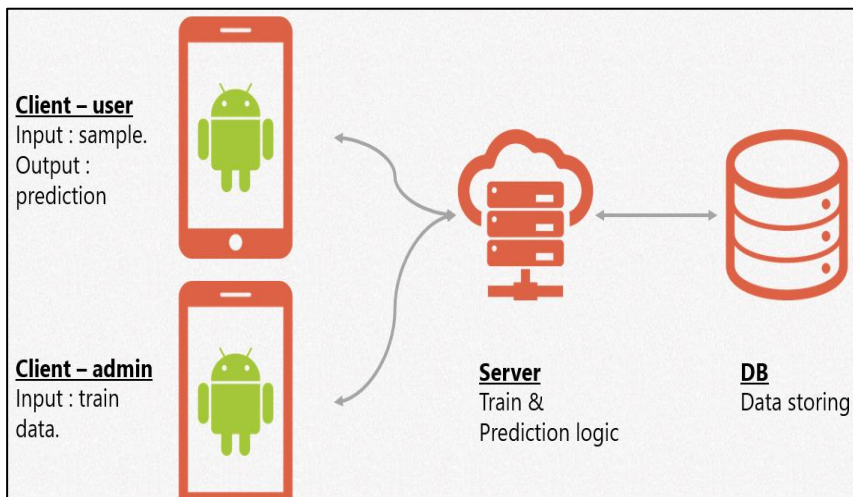 Client – user
Input : sample.
Output :
prediction
Client – admin
Input : train
data.
Server
Train &
Prediction logic
DB
Data storing